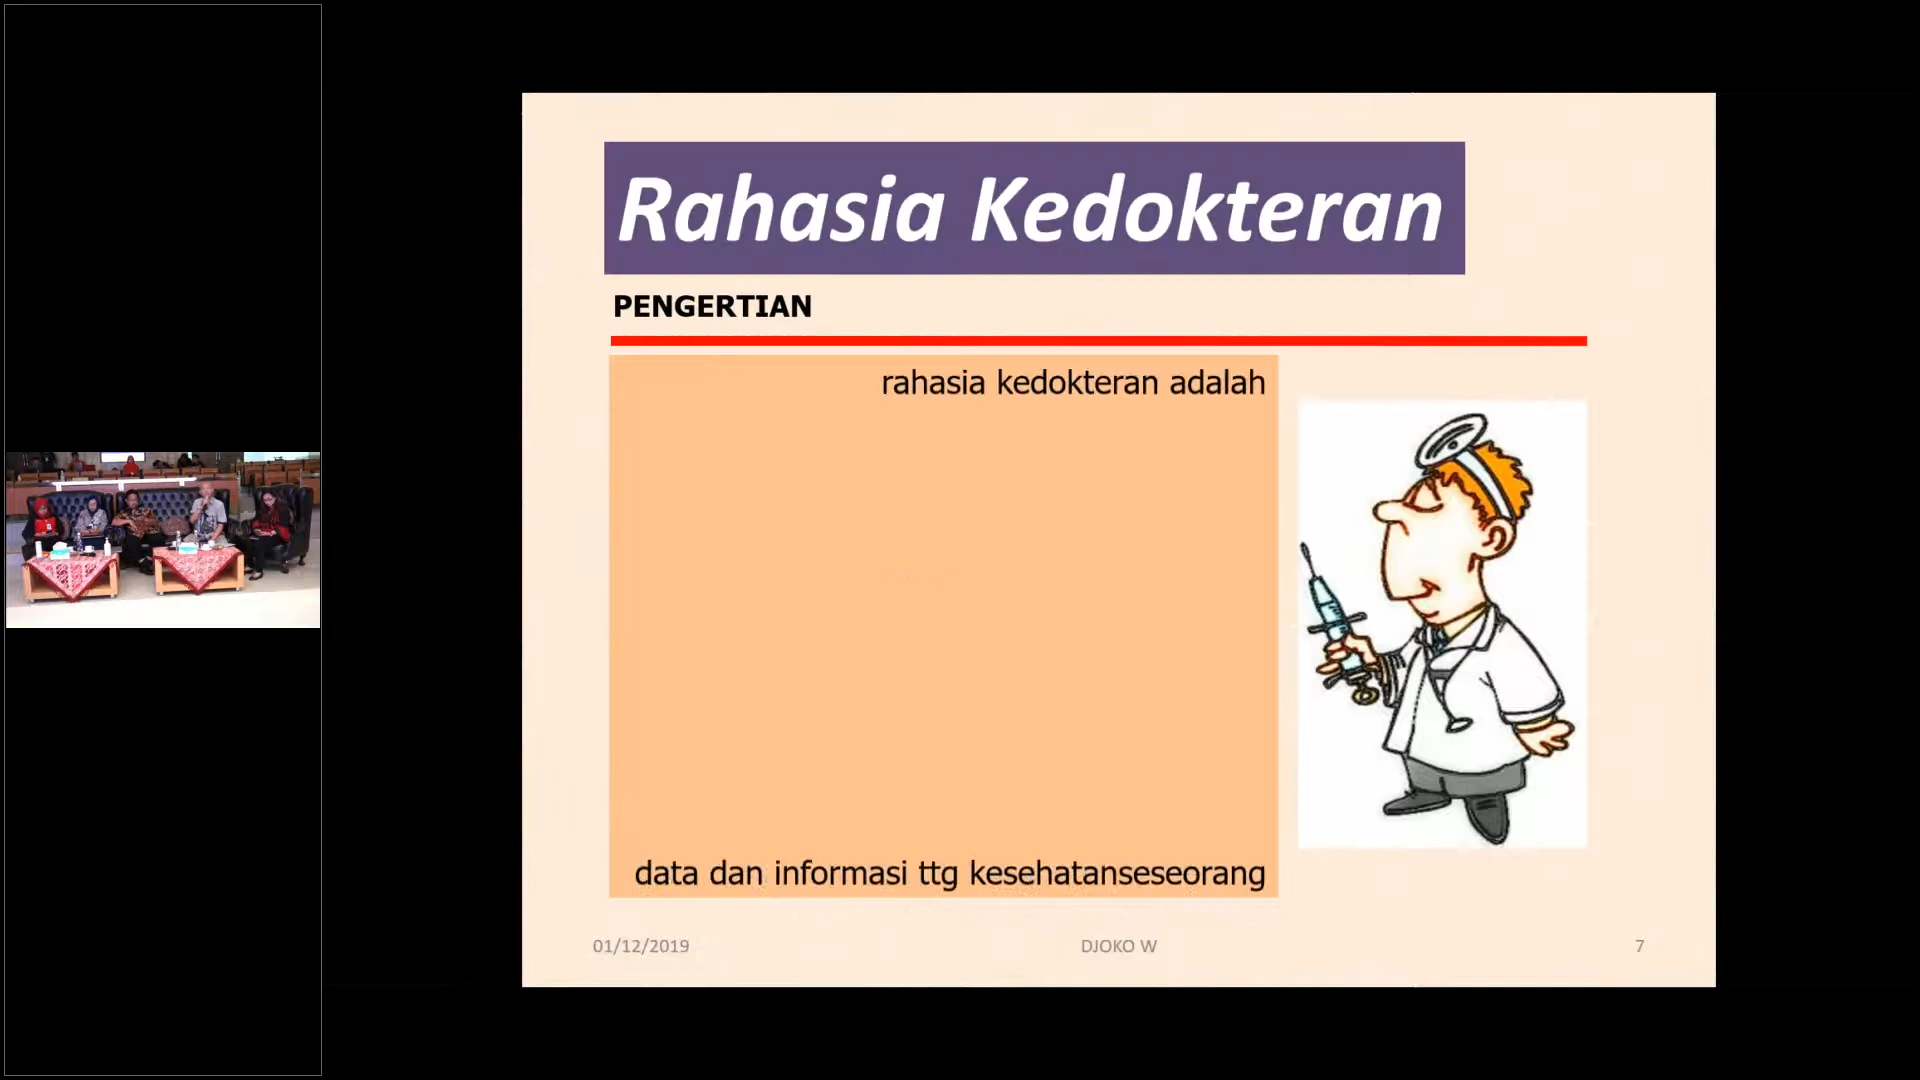 Rahasia Kedokteran
PENGERTIAN
rahasia kedokteran adalah
data dan informasi ttg kesehatanseseorang
01/12/2019
DJOKO W
7